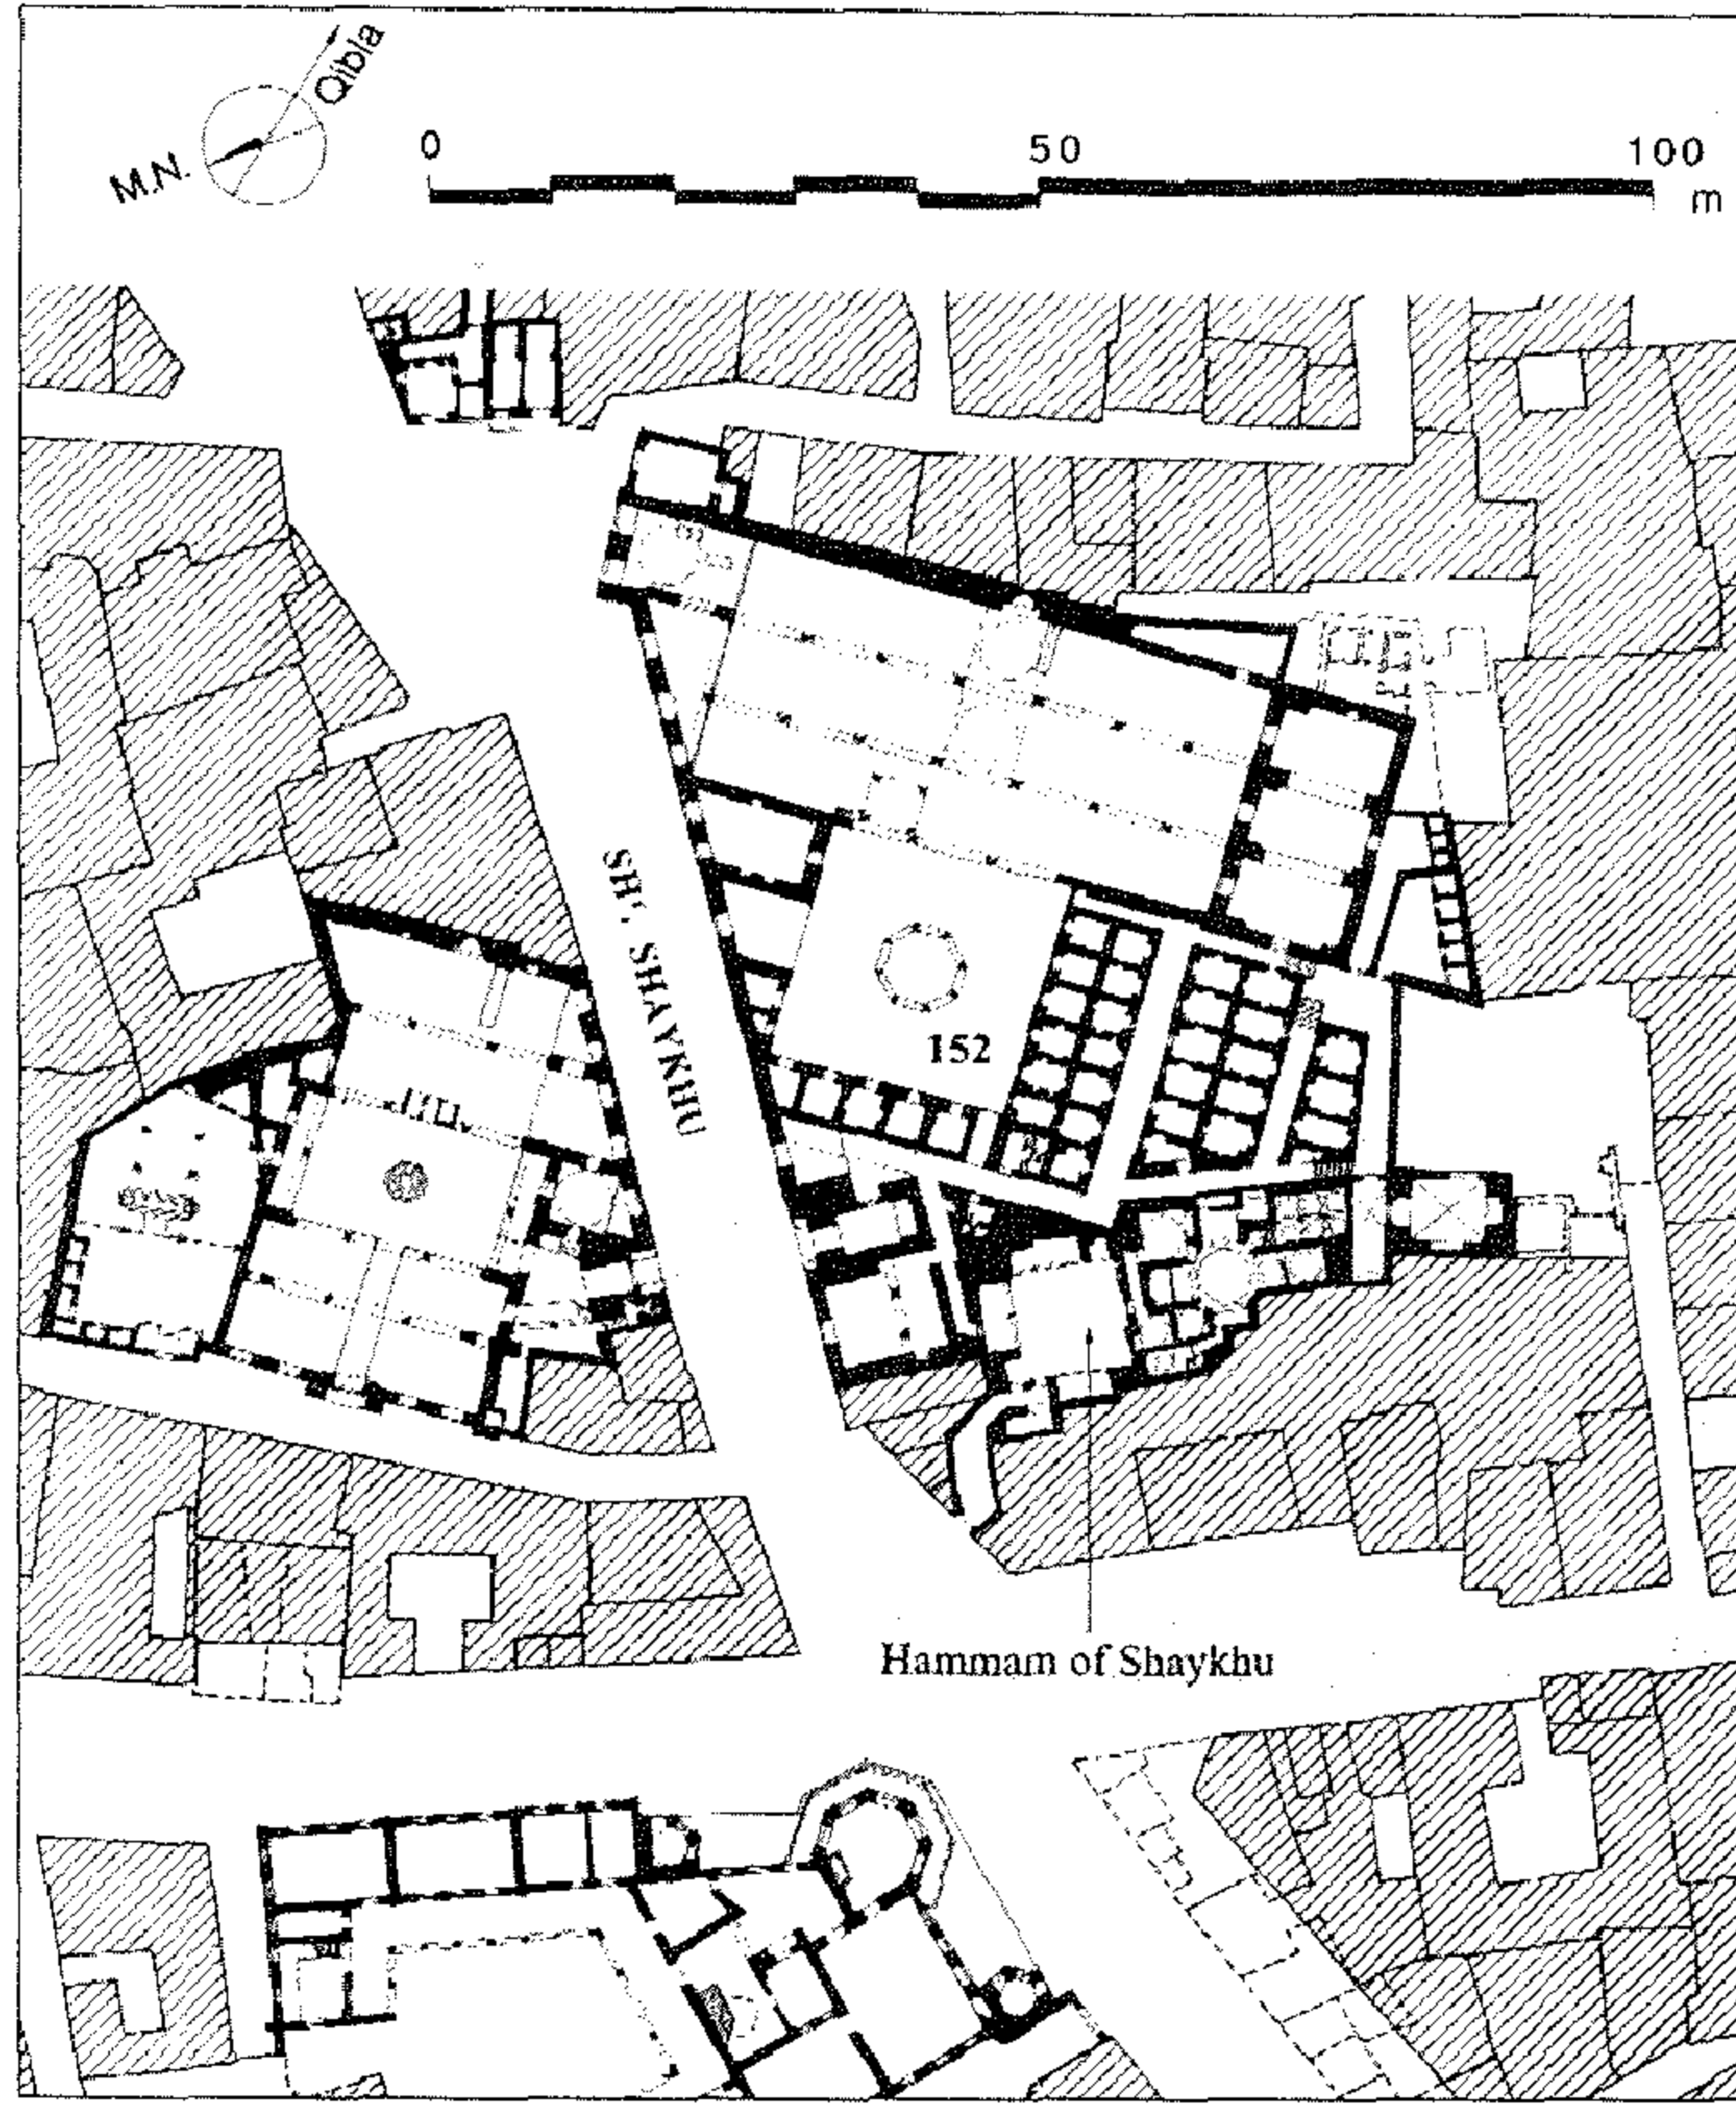 Qibla
M.N.
0 50 100
m
SH. SHAYKHU
152
Hammam of Shaykhu